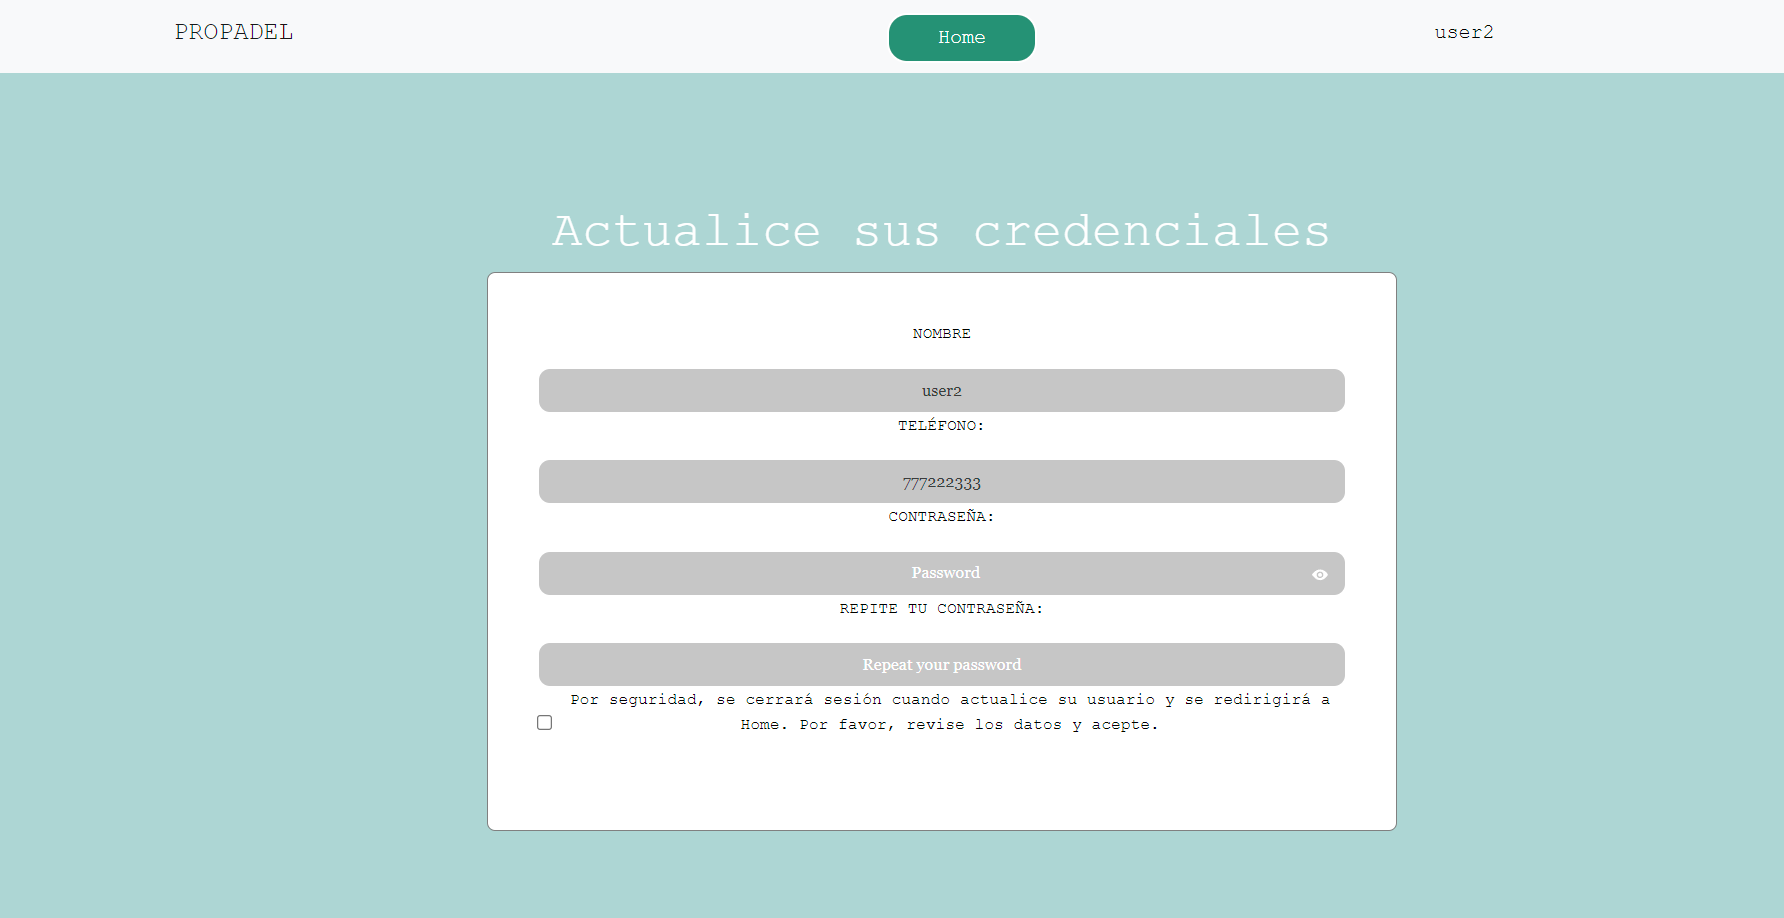 PROPADEL
Home
user2
Actualice sus credenciales
NOMBRE
user2
TELÉFONO:
777222333
CONTRASEÑA:
Password
REPITE TU CONTRASEÑA:
Repeat your password
Por seguridad, se cerrará sesión cuando actualice su usuario y se redirigirá a
Home. Por favor, revise los datos y acepte.